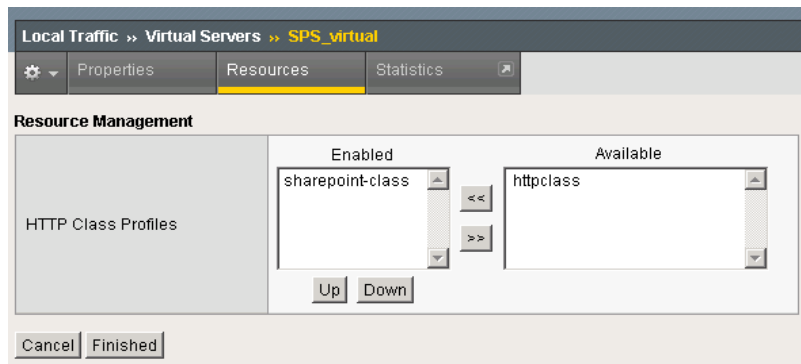 Local Traffic » Virtual Servers » SPS_virtual
Properties Resources Statistics
Resource Management
Enabled Available
HTTP Class Profiles
sharepoint-class << httpclass
>>
Up Down
Cancel Finished